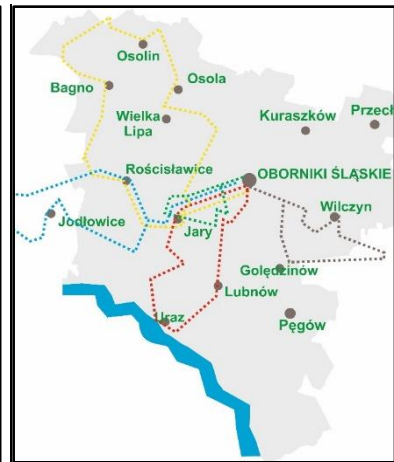 Osolin
Bagno
Osola
Wielka
Lipa
Kuraszków
Przech
Rościsławice
OBORNIKI ŚLĄSKIE
Wilczyn
Jodłowice
Jary
Golędzinów
Lubnów
Uraz
Pęgów